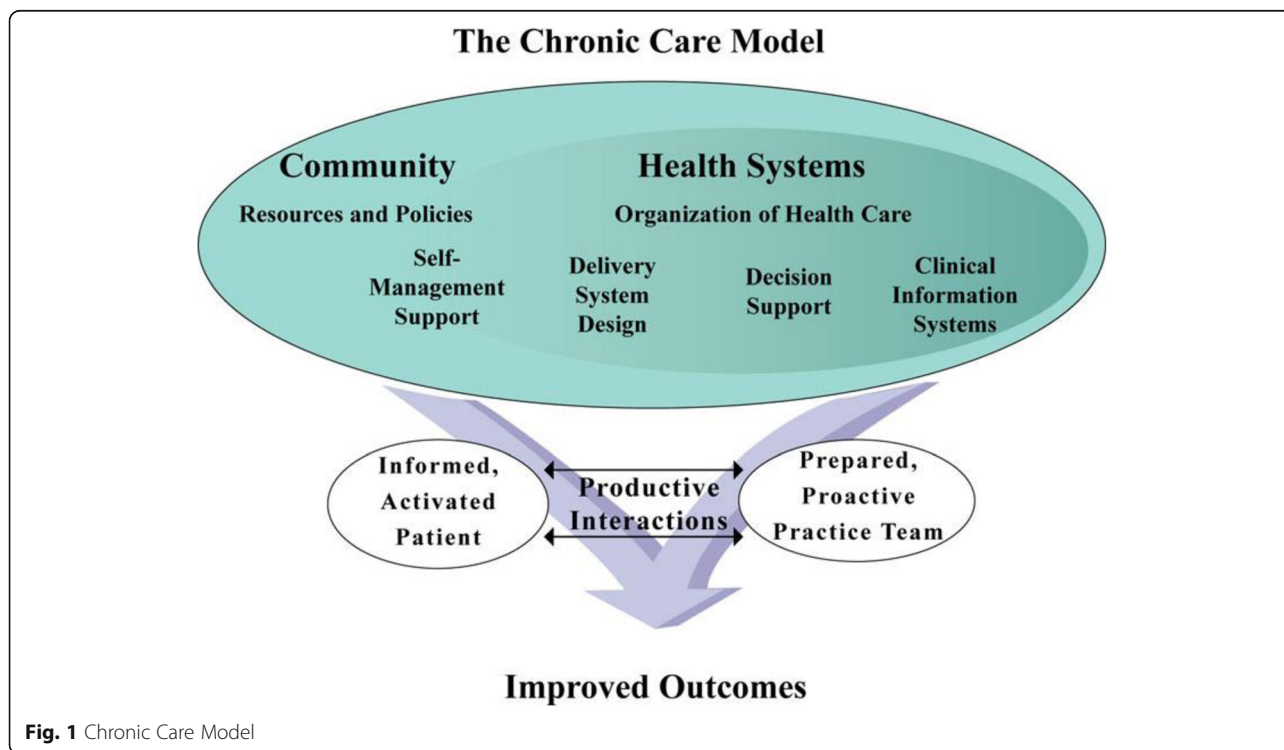 The Chronic Care Model
Community
Health Systems
Resources and Policies
Organization of Health Care
Self-
Management
Support
Delivery
System
Design
Decision
Support
Clinical
Information
Systems
Informed,
Activated
Patient
Productive
Interactions
Prepared,
Proactive
Practice Team
Improved Outcomes
Fig. 1 Chronic Care Model